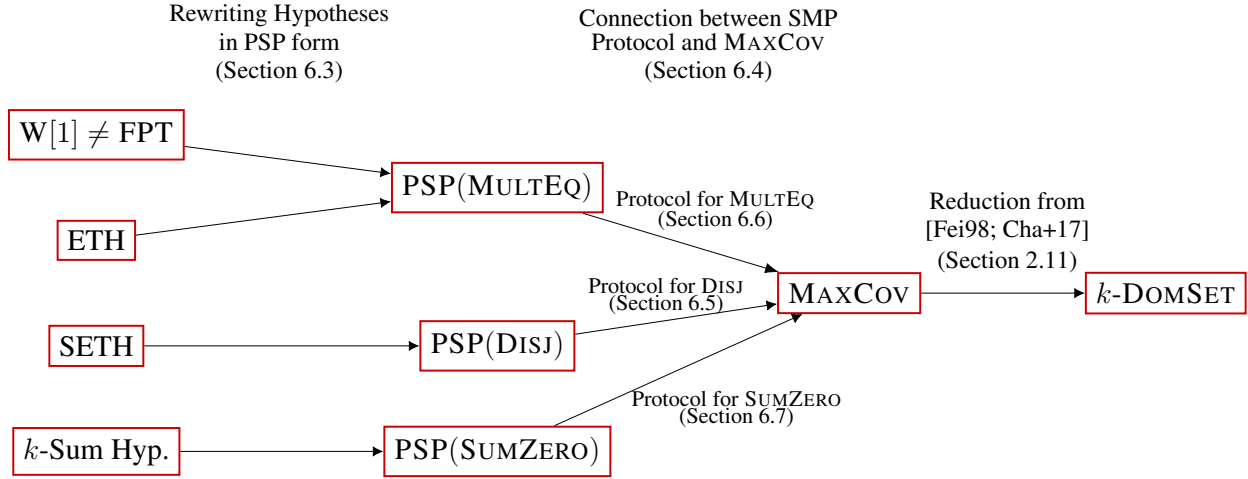 Rewriting Hypotheses
in PSP form
(Section 6.3)
Connection between SMP
Protocol and MAXCOV
(Section 6.4)
W[1] ≠ FPT
ETH
SETH
k-Sum Hyp.
PSP(MULTEQ)
PSP(DISJ)
PSP(SUMZERO)
Protocol for MULTEQ
(Section 6.6)
Protocol for DISJ
(Section 6.5)
Protocol for SUMZERO
(Section 6.7)
MAXCOV
Reduction from
[Fei98; Cha+17]
(Section 2.11)
k-DOMSET